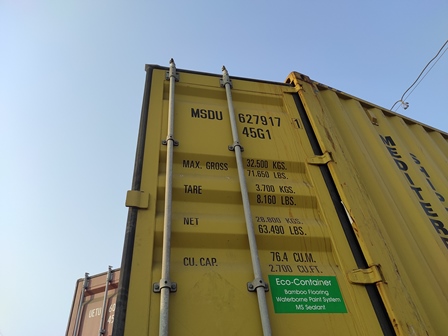 MSDU 627917 1
45G1
MAX. GROSS 32.500 KGS.
71.650 LBS.
TARE 3.700 KGS.
8.160 LBS.
NET 28.800 KGS.
63.490 LBS.
CU. CAP. 76.4 CU.M.
2.700 CU.FT.
Eco-Container
Bamboo Flooring
Waterborne Paint System
MS Sealant
MEDITER